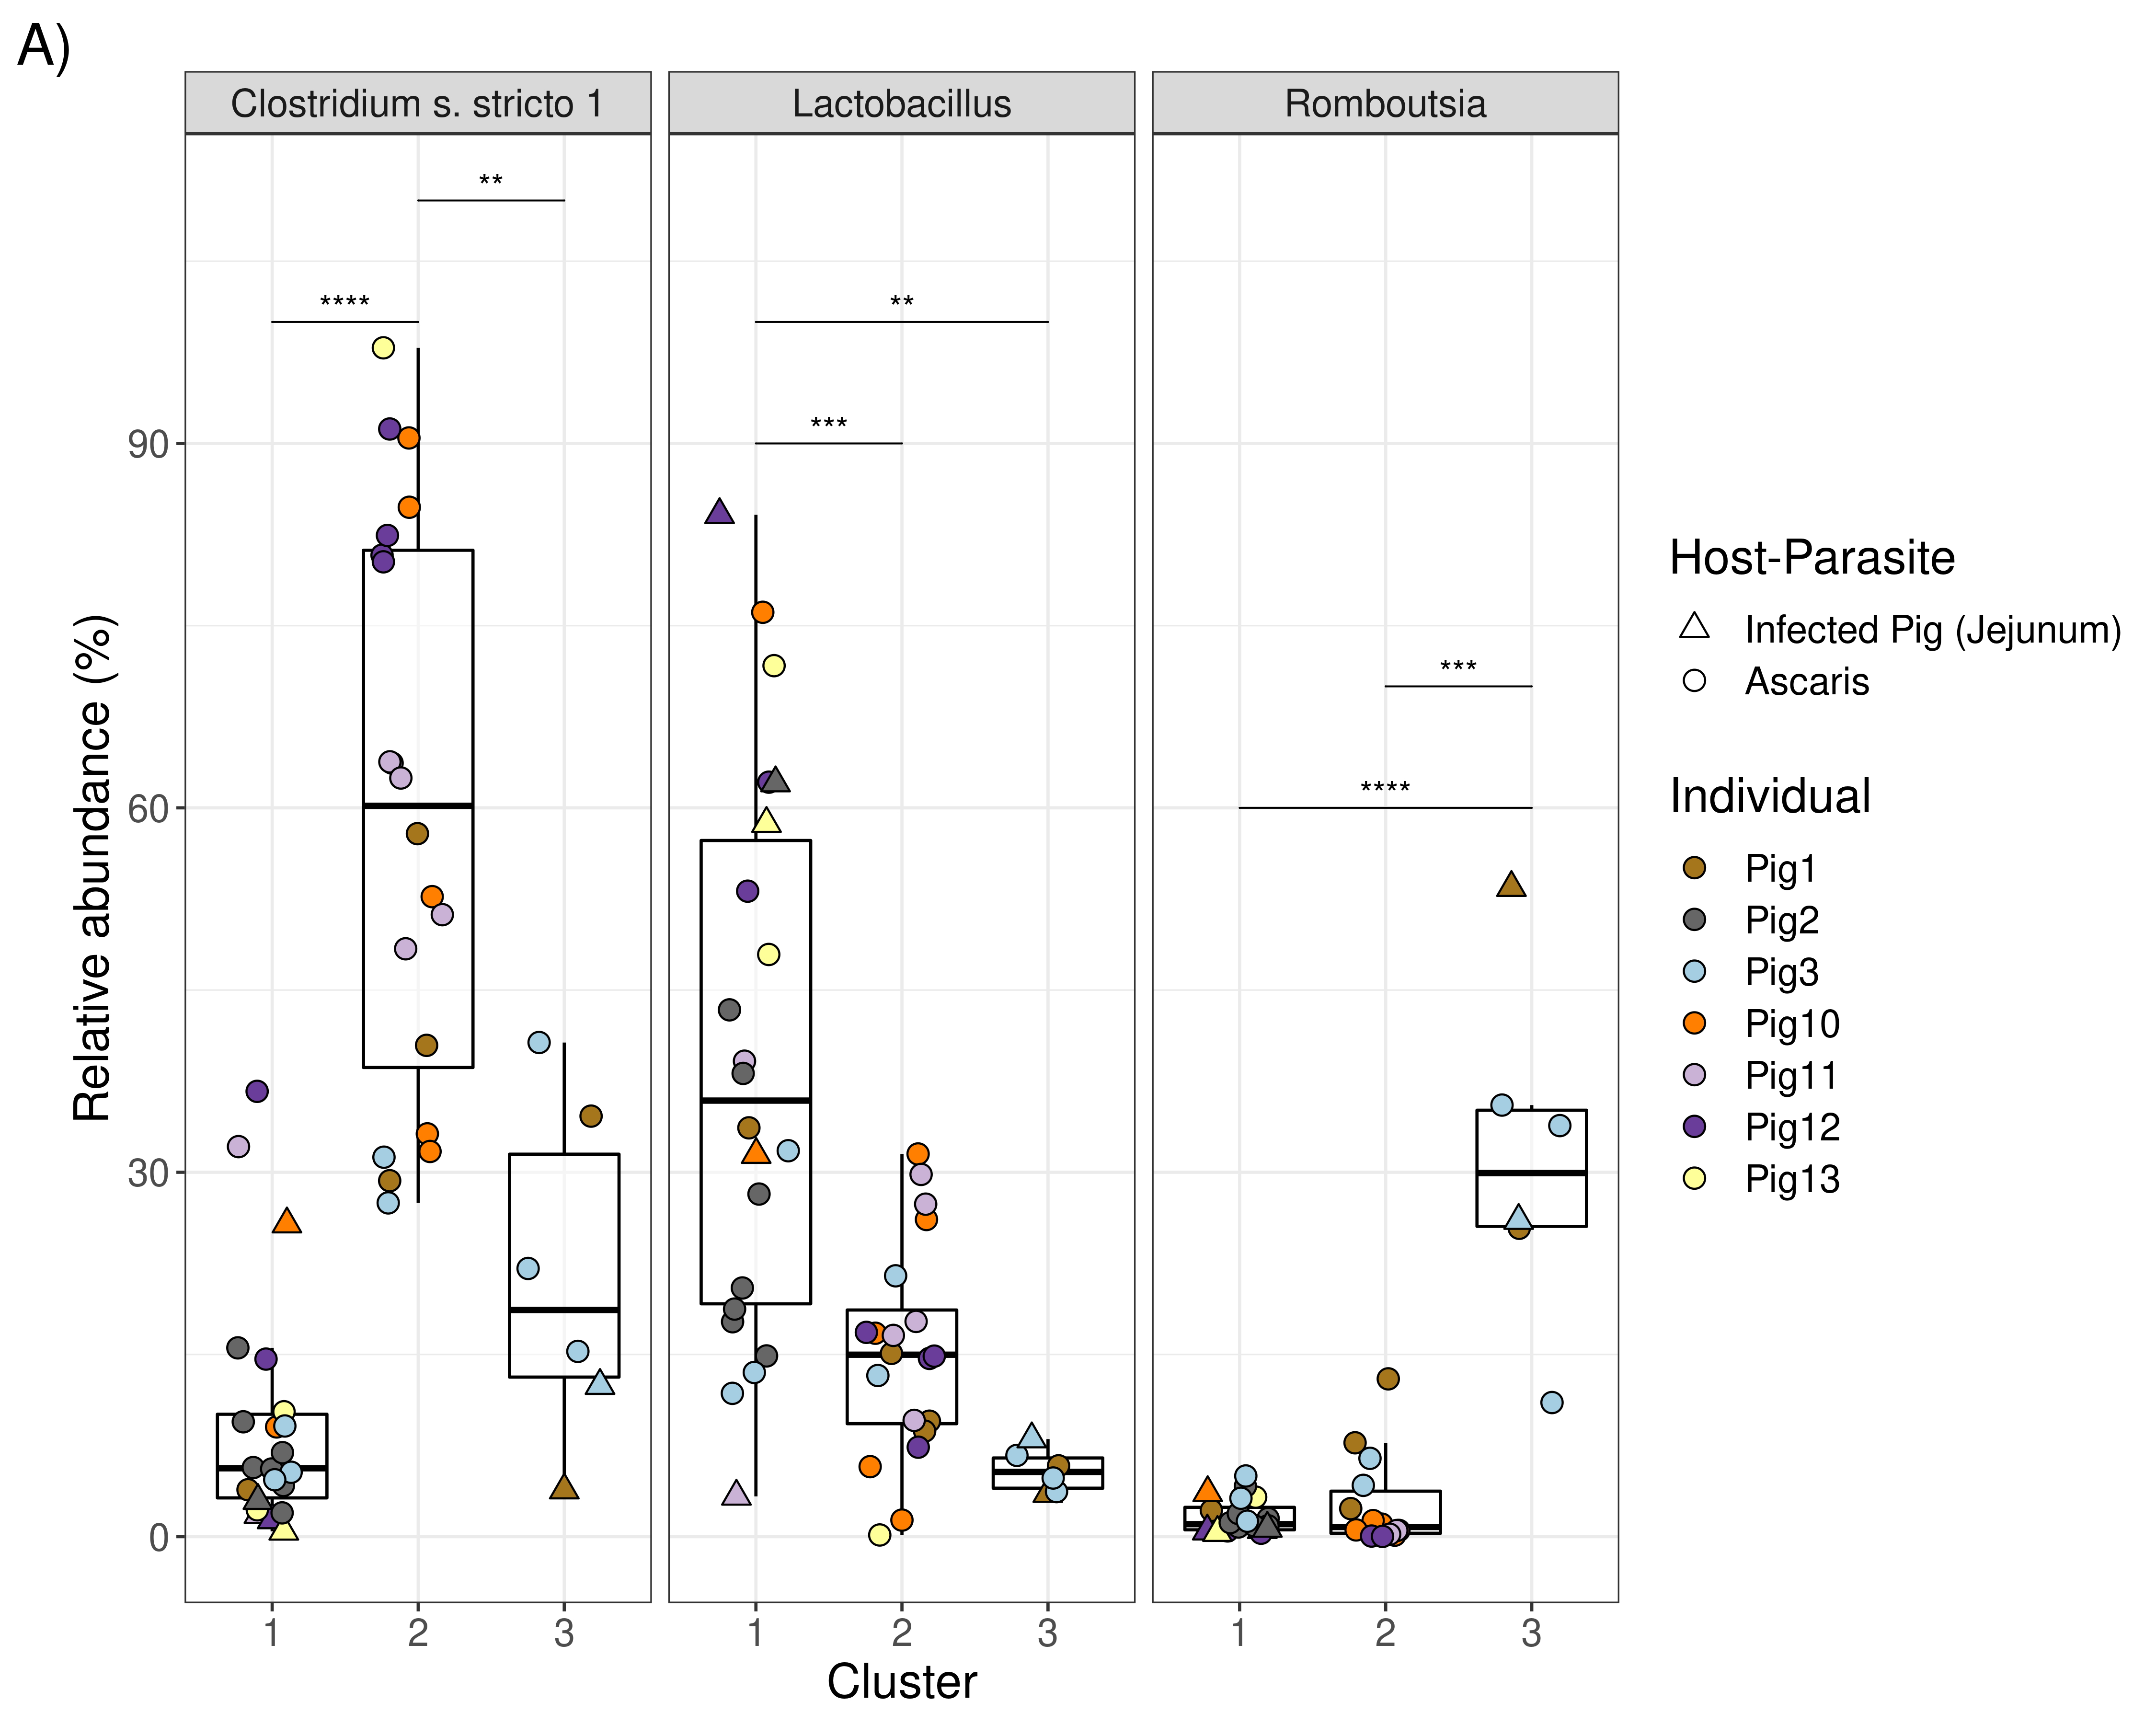 A)
Clostridium s. stricto 1
Lactobacillus
Romboutsia
**
****
**
***
***
****
90
60
30
0
Relative abundance (%)
1 2 3
1 2 3
1 2 3
Cluster
Host-Parasite
Infected Pig (Jejunum)
Ascaris
Individual
Pig1
Pig2
Pig3
Pig10
Pig11
Pig12
Pig13